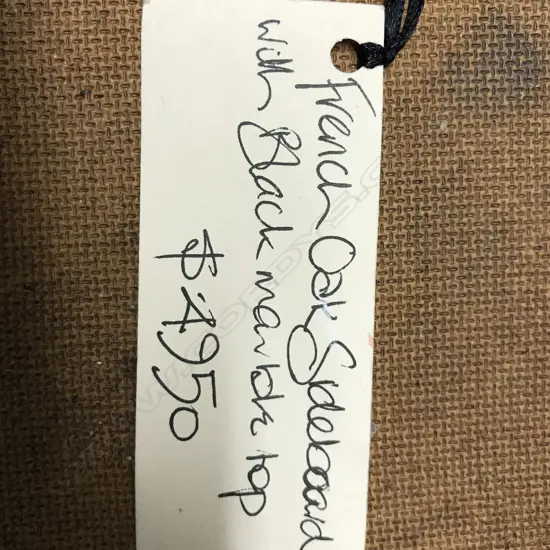 French Oak Sideboard
with Black marble top
$4950